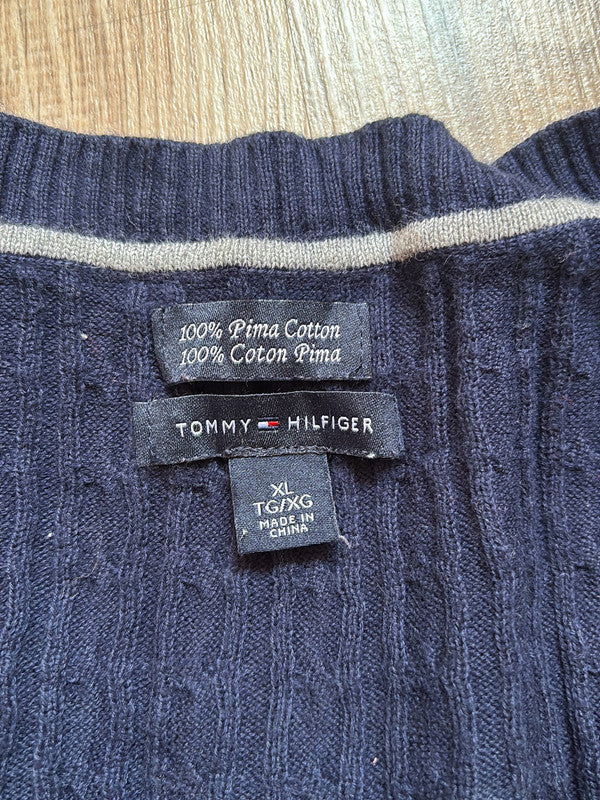 100% Pima Cotton
100% Coton Pima
TOMMY HILFIGER
XL
TG/XG
MADE IN
CHINA